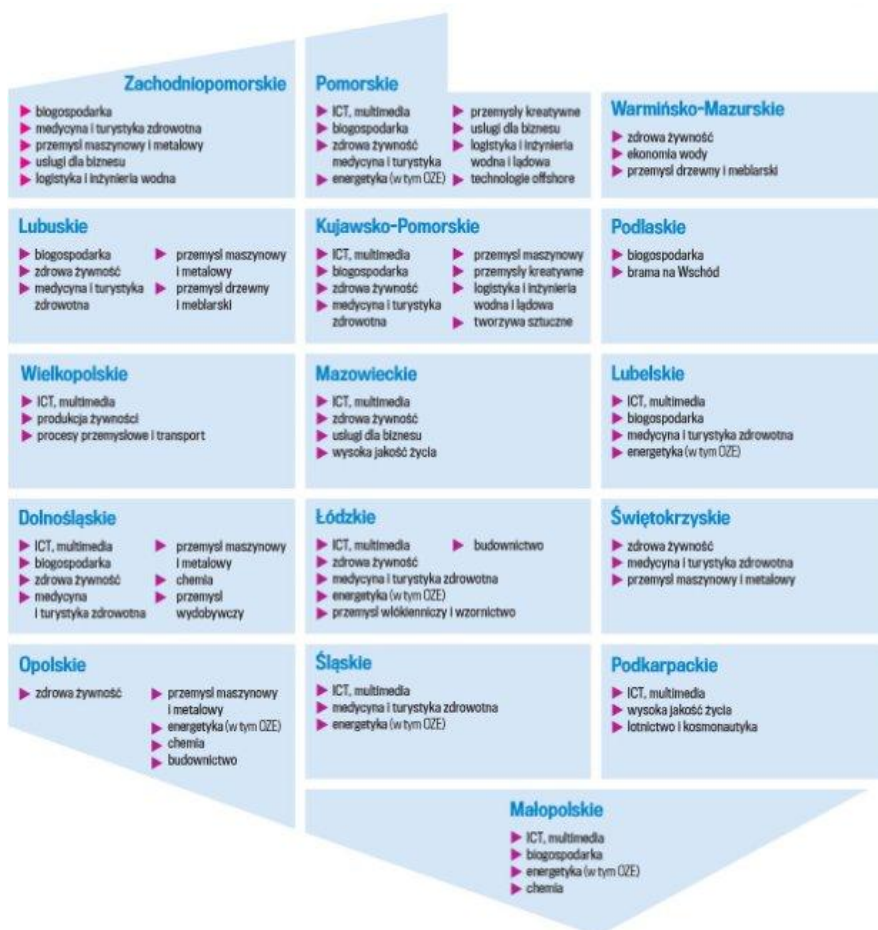 Zachodniopomorskie
biogospodarka
medycyna i turystyka zdrowotna
przemysł maszynowy i metalowy
usługi dla biznesu
logistyka i inżynieria wodna
Pomorskie
ICT, multimedia
biogospodarka
zdrowa żywność
medycyna i turystyka
energetyka (w tym OZE)
przemysły kreatywne
usługi dla biznesu
logistyka i inżynieria
wodna i lądowa
technologie offshore
Warmińsko-Mazurskie
zdrowa żywność
ekonomia wody
przemysł drzewny i meblarski
Lubuskie
biogospodarka
zdrowa żywność
medycyna i turystyka
zdrowotna
przemysł maszynowy
i metalowy
przemysł drzewny
i meblarski
Kujawsko-Pomorskie
ICT, multimedia
biogospodarka
zdrowa żywność
medycyna i turystyka
zdrowotna
przemysł maszynowy
przemysły kreatywne
logistyka i inżynieria
wodna i lądowa
tworzywa sztuczne
Podlaskie
biogospodarka
brama na Wschód
Wielkopolskie
ICT, multimedia
produkcja żywności
procesy przemysłowe i transport
Mazowieckie
ICT, multimedia
zdrowa żywność
usługi dla biznesu
wysoka jakość życia
Lubelskie
ICT, multimedia
biogospodarka
medycyna i turystyka zdrowotna
energetyka (w tym OZE)
Dolnośląskie
ICT, multimedia
biogospodarka
zdrowa żywność
medycyna
i turystyka zdrowotna
przemysł maszynowy
i metalowy
chemia
przemysł
wydobywczy
Łódzkie
ICT, multimedia
zdrowa żywność
medycyna i turystyka zdrowotna
energetyka (w tym OZE)
przemysł włókienniczy i wzornictwo
budownictwo
Świętokrzyskie
zdrowa żywność
medycyna i turystyka zdrowotna
przemysł maszynowy i metalowy
Opolskie
zdrowa żywność
przemysł maszynowy
i metalowy
energetyka (w tym OZE)
chemia
budownictwo
Śląskie
ICT, multimedia
medycyna i turystyka zdrowotna
energetyka (w tym OZE)
Podkarpackie
ICT, multimedia
wysoka jakość życia
lotnictwo i kosmonautyka
Małopolskie
ICT, multimedia
biogospodarka
energetyka (w tym OZE)
chemia